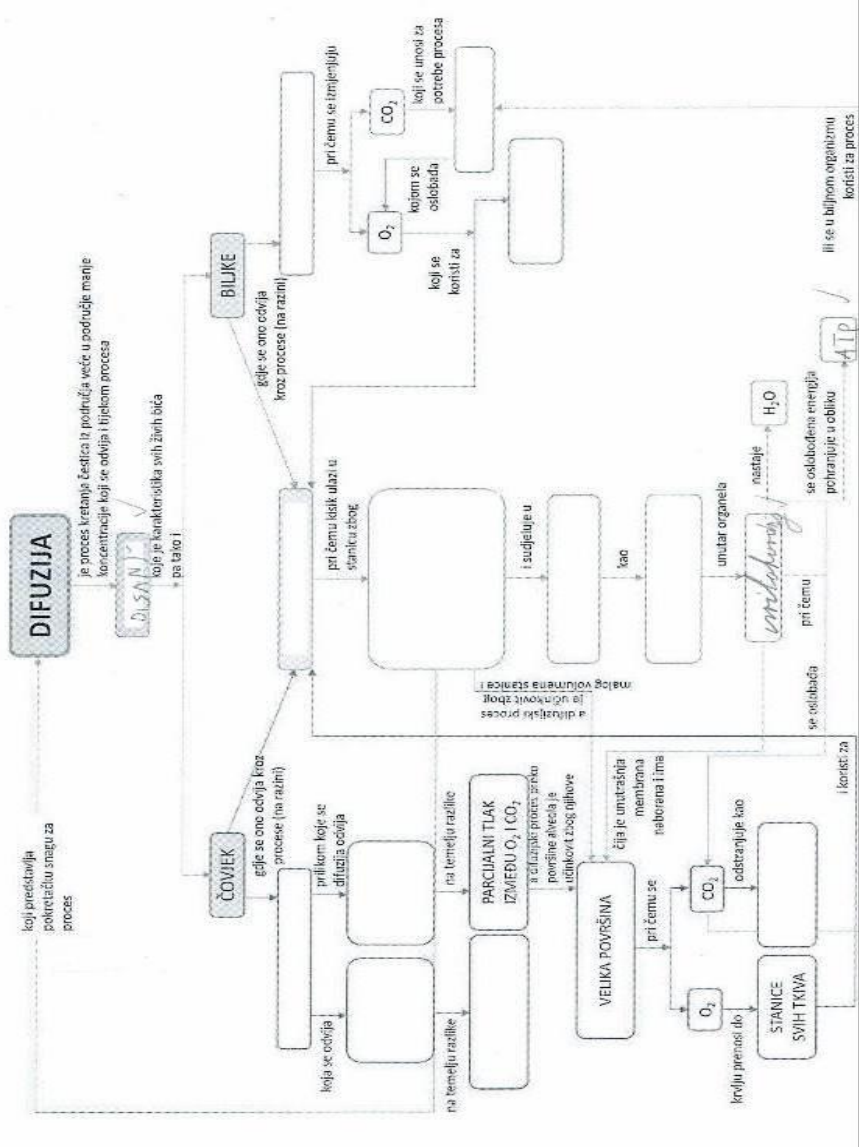 DIFUZIJA
koji predstavlja
pokretačku snagu za
proces
je proces kretanja čestica iz područja veće u područje manje
koncentracije koji se odvija i tijekom procesa
DISANJ
koje je karakteristika svih živih bića
pa tako i
ČOVJEK
BILJKE
gdje se ono odvija kroz
procese (na razini)
gdje se ono odvija
kroz procese (na razini)
koja se odvija
prilikom koje se
difuzija odvija
na temelju razlike
na temelju razlike
PARCIJALNI TLAK
IZMEĐU O₂ I CO₂
a difuzijski proces preko
površine alveola je
učinkovit zbog njihove
VELIKA POVRŠINA
pri čemu se
O₂
CO₂
krvlju prenosi do
odstranjuje kao
STANICE
SVIH TKIVA
i koristi za
pri čemu kisik ulazi u
stanicu zbog
a difuzijski proces
je učinkovit zbog
malog volumena stanice i
i sudjeluje u
kao
unutar organela
čija je unutrašnja
membrana
naborana i ima
nastaje
H₂O
pri čemu
se oslobađa
se oslobođena energija
pohranjuje u obliku
ATP
ili se u biljnom organizmu
koristi za proces
pri čemu se izmjenjuju
O₂
CO₂
kojom se
oslobađa
koji se unosi za
potrebe procesa
koji se
koristi za